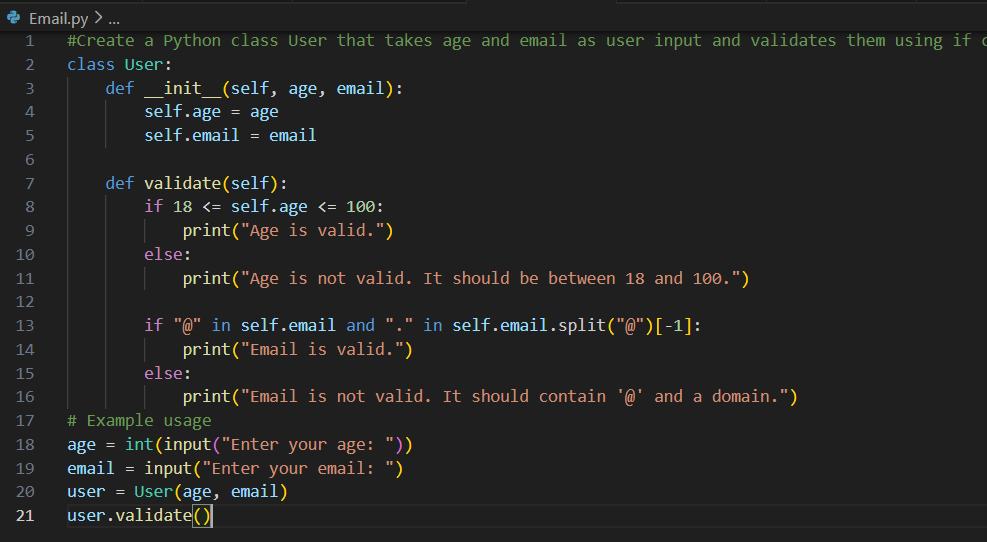 Email.py > ...
1 #Create a Python class User that takes age and email as user input and validates them using if
2 class User:
3     def __init__(self, age, email):
4         self.age = age
5         self.email = email
6
7     def validate(self):
8         if 18 <= self.age <= 100:
9             print("Age is valid.")
10         else:
11             print("Age is not valid. It should be between 18 and 100.")
12
13         if "@" in self.email and "." in self.email.split("@")[-1]:
14             print("Email is valid.")
15         else:
16             print("Email is not valid. It should contain '@' and a domain.")
17 # Example usage
18 age = int(input("Enter your age: "))
19 email = input("Enter your email: ")
20 user = User(age, email)
21 user.validate()